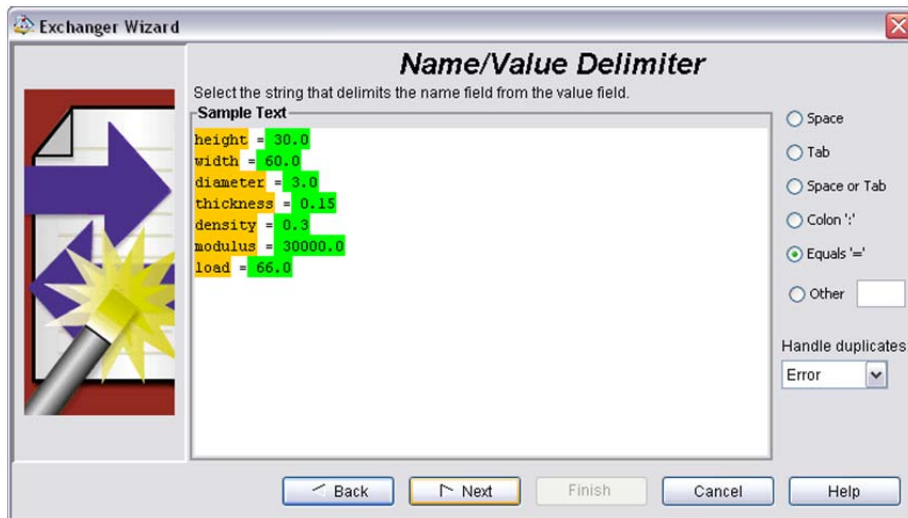 Exchanger Wizard
Name/Value Delimiter
Select the string that delimits the name field from the value field.
Sample Text
height = 30.0
width = 60.0
diameter = 3.0
thickness = 0.15
density = 0.3
modulus = 30000.0
load = 66.0
Space
Tab
Space or Tab
Colon ':'
Equals '='
Other
Handle duplicates
Error
Back Next Finish Cancel Help